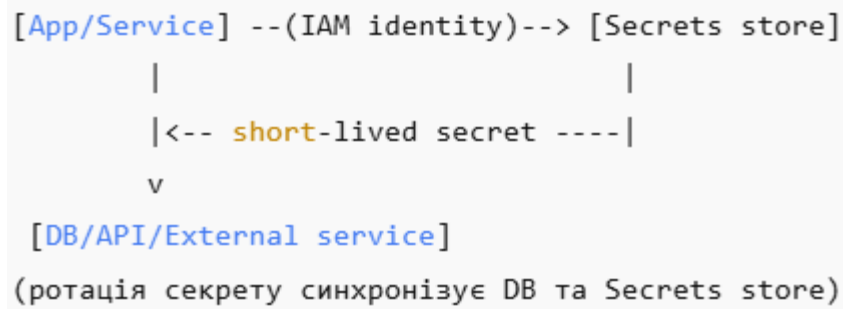 [App/Service] --(IAM identity)--> [Secrets store]
| |
|<-- short-lived secret ----|
v
[DB/API/External service]
(ротація секрету синхронізує DB та Secrets store)